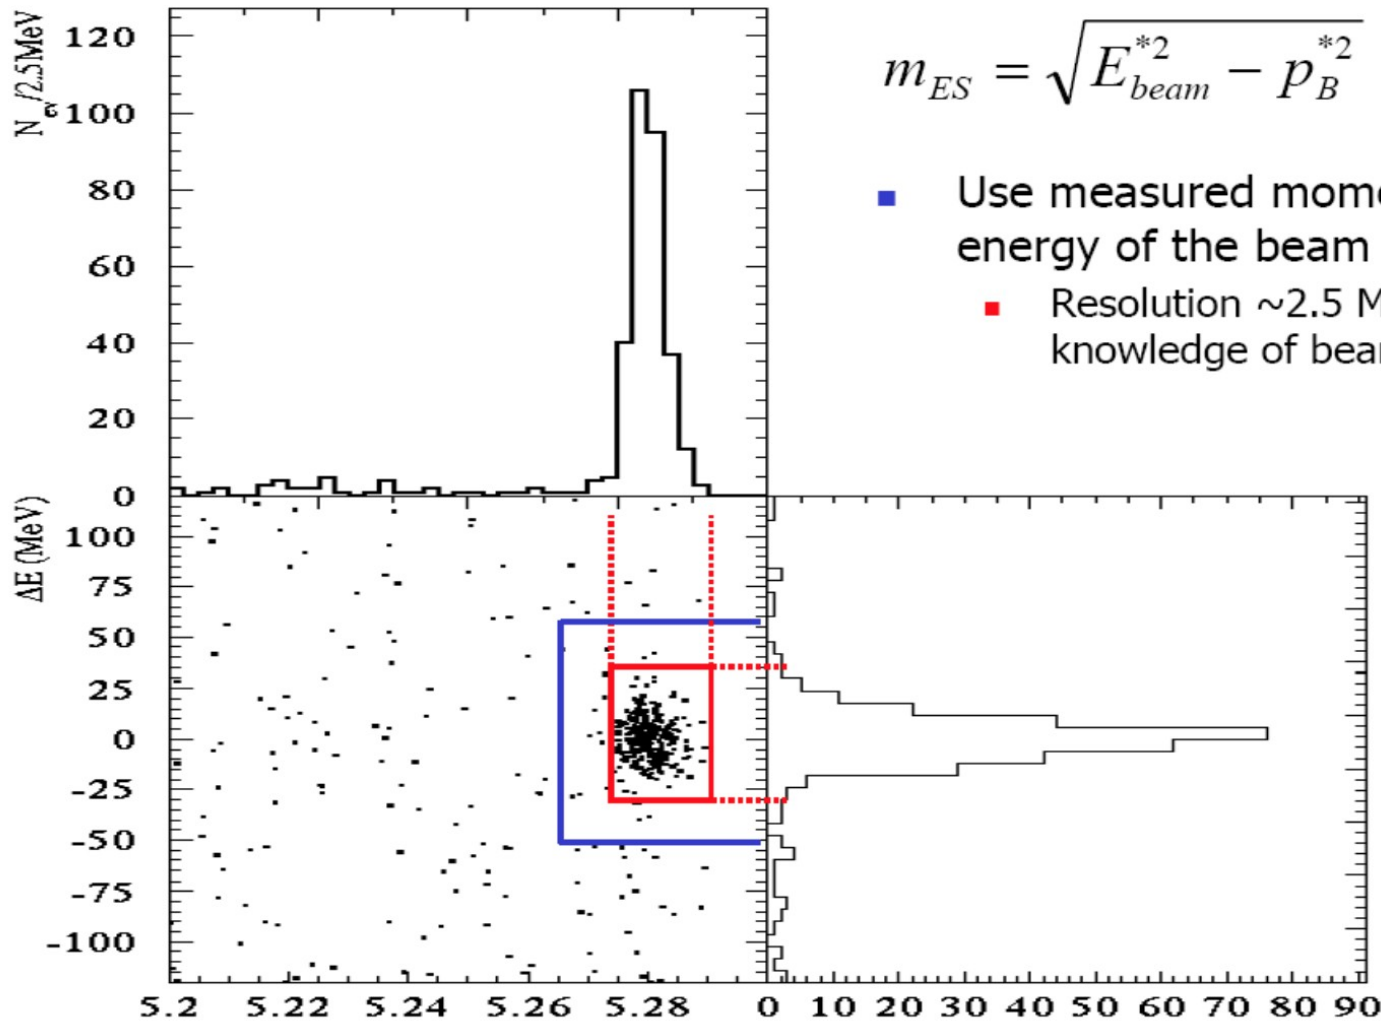 N_ev/2.5MeV
120
100
80
60
40
20
0
m_ES = √(E*2_beam − p*2_B)
■ Use measured mome
energy of the beam
■ Resolution ~2.5 M
knowledge of bear
ΔE (MeV)
100
75
50
25
0
-25
-50
-75
-100
5.2 5.22 5.24 5.26 5.28 0 10 20 30 40 50 60 70 80 90